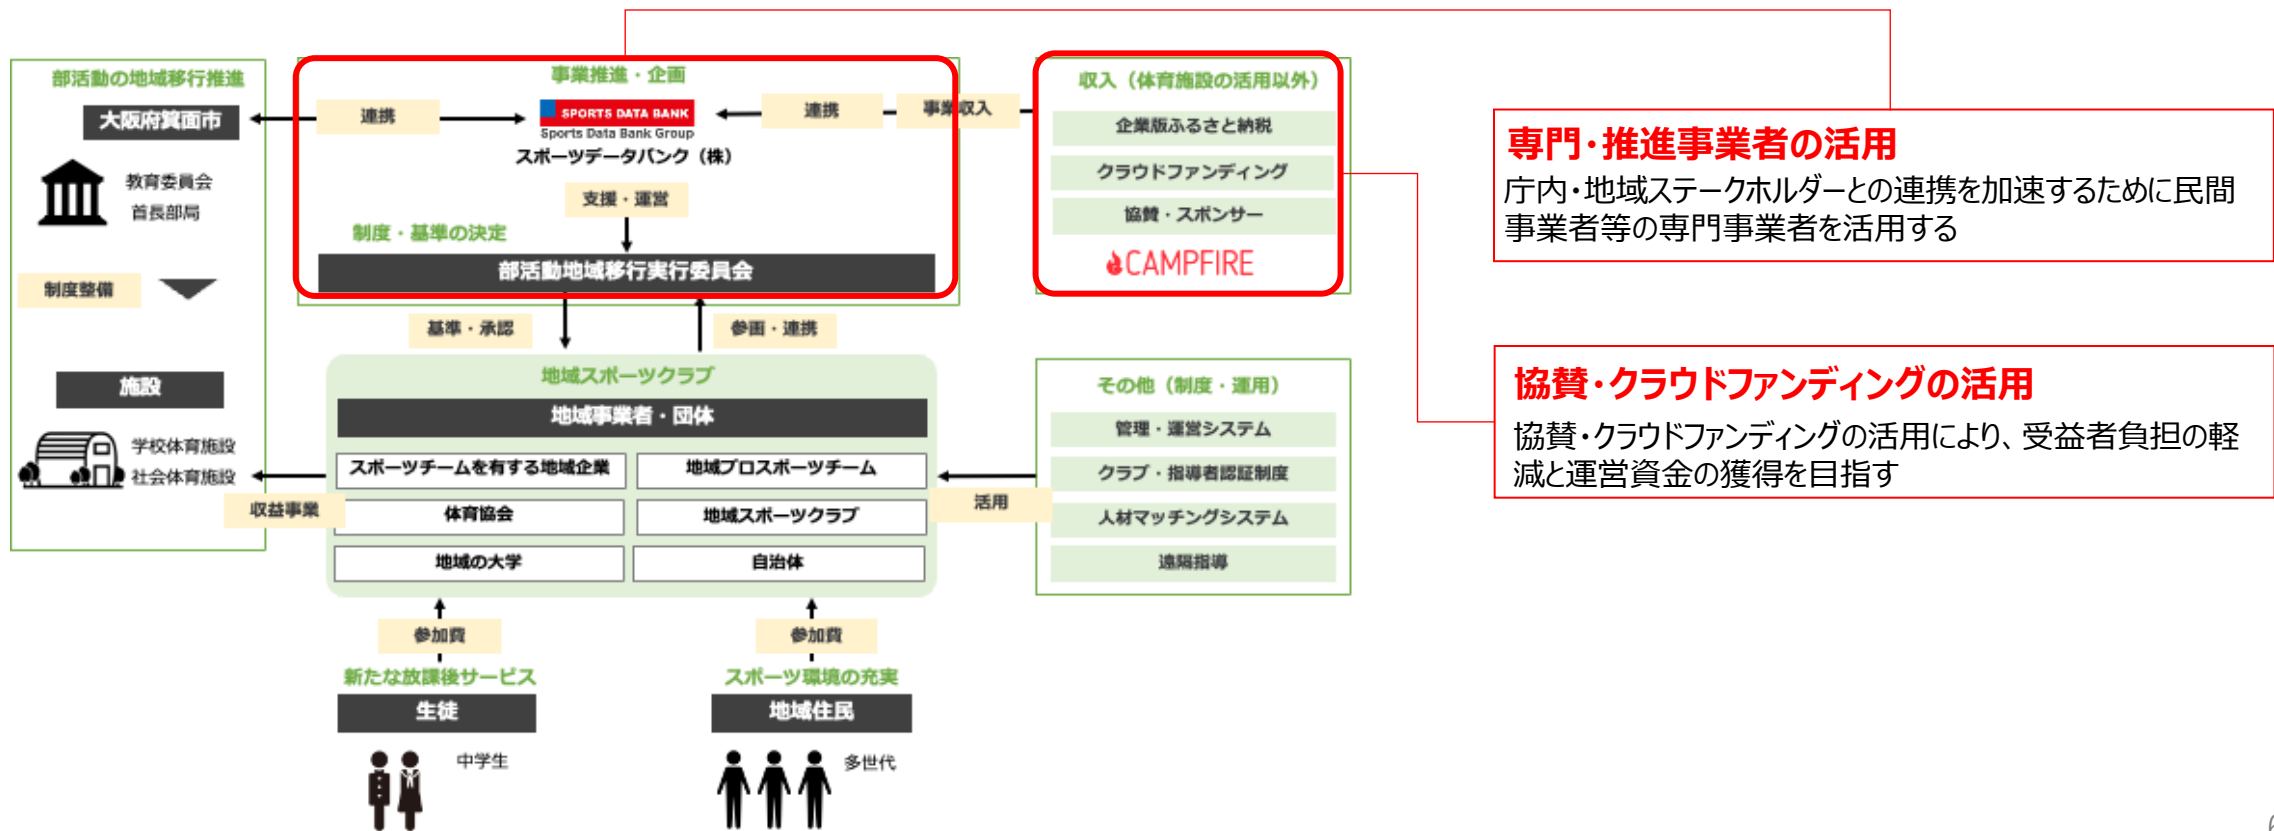 部活動の地域移行推進
大阪府箕面市
教育委員会
首長部局
制度整備
施設
学校体育施設
社会体育施設
収益事業
事業推進・企画
連携
SPORTS DATA BANK
Sports Data Bank Group
スポーツデータバンク（株）
連携
事業収入
支援・運営
制度・基準の決定
部活動地域移行実行委員会
基準・承認
参画・連携
地域スポーツクラブ
地域事業者・団体
スポーツチームを有する地域企業
地域プロスポーツチーム
体育協会
地域スポーツクラブ
地域の大学
自治体
参加費
参加費
新たな放課後サービス
スポーツ環境の充実
生徒
地域住民
中学生
多世代
収入（体育施設の活用以外）
企業版ふるさと納税
クラウドファンディング
協賛・スポンサー
CAMPFIRE
その他（制度・運用）
管理・運営システム
クラブ・指導者認証制度
人材マッチングシステム
遠隔指導
活用
専門・推進事業者の活用
庁内・地域ステークホルダーとの連携を加速するために民間
事業者等の専門事業者を活用する
協賛・クラウドファンディングの活用
協賛・クラウドファンディングの活用により、受益者負担の軽
減と運営資金の獲得を目指す